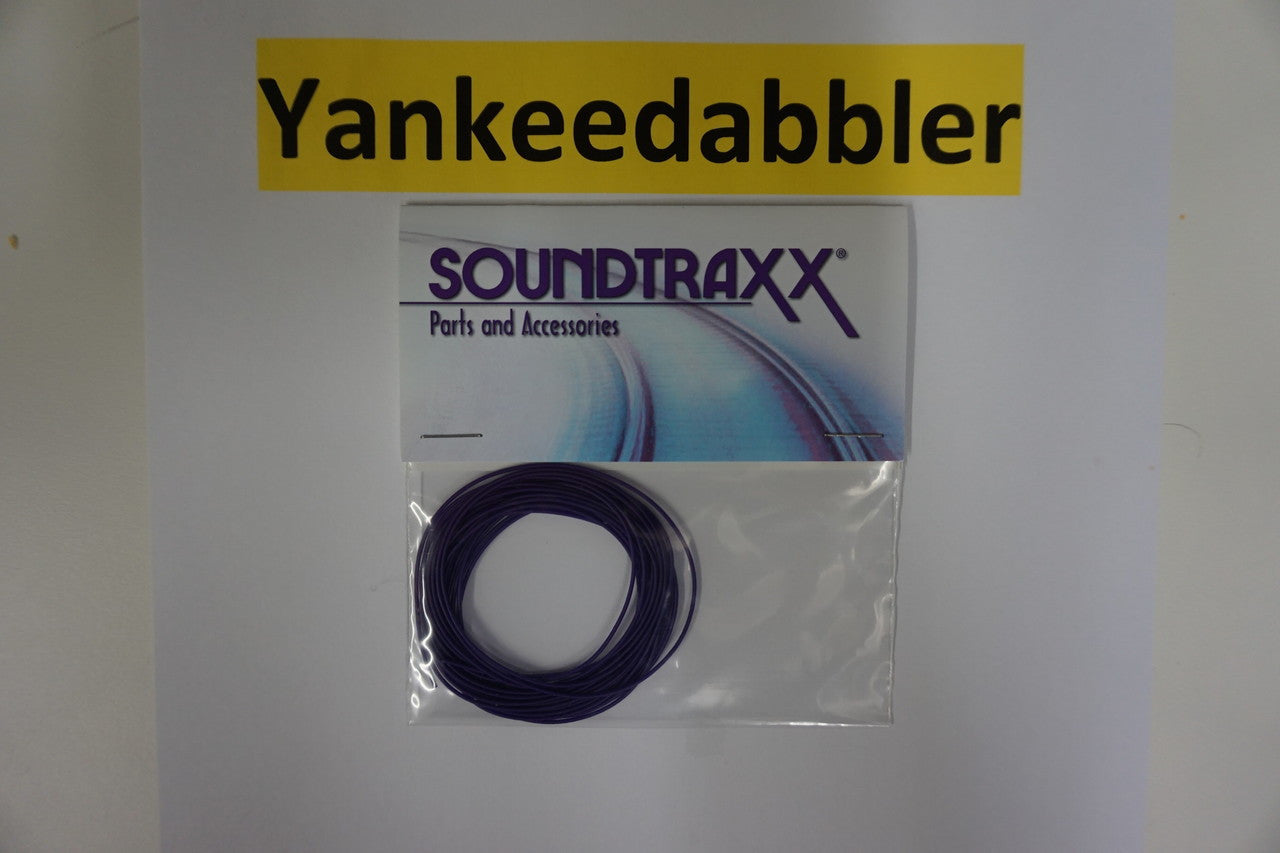 Yankeedabbler
SOUNDTRAXX®
Parts and Accessories